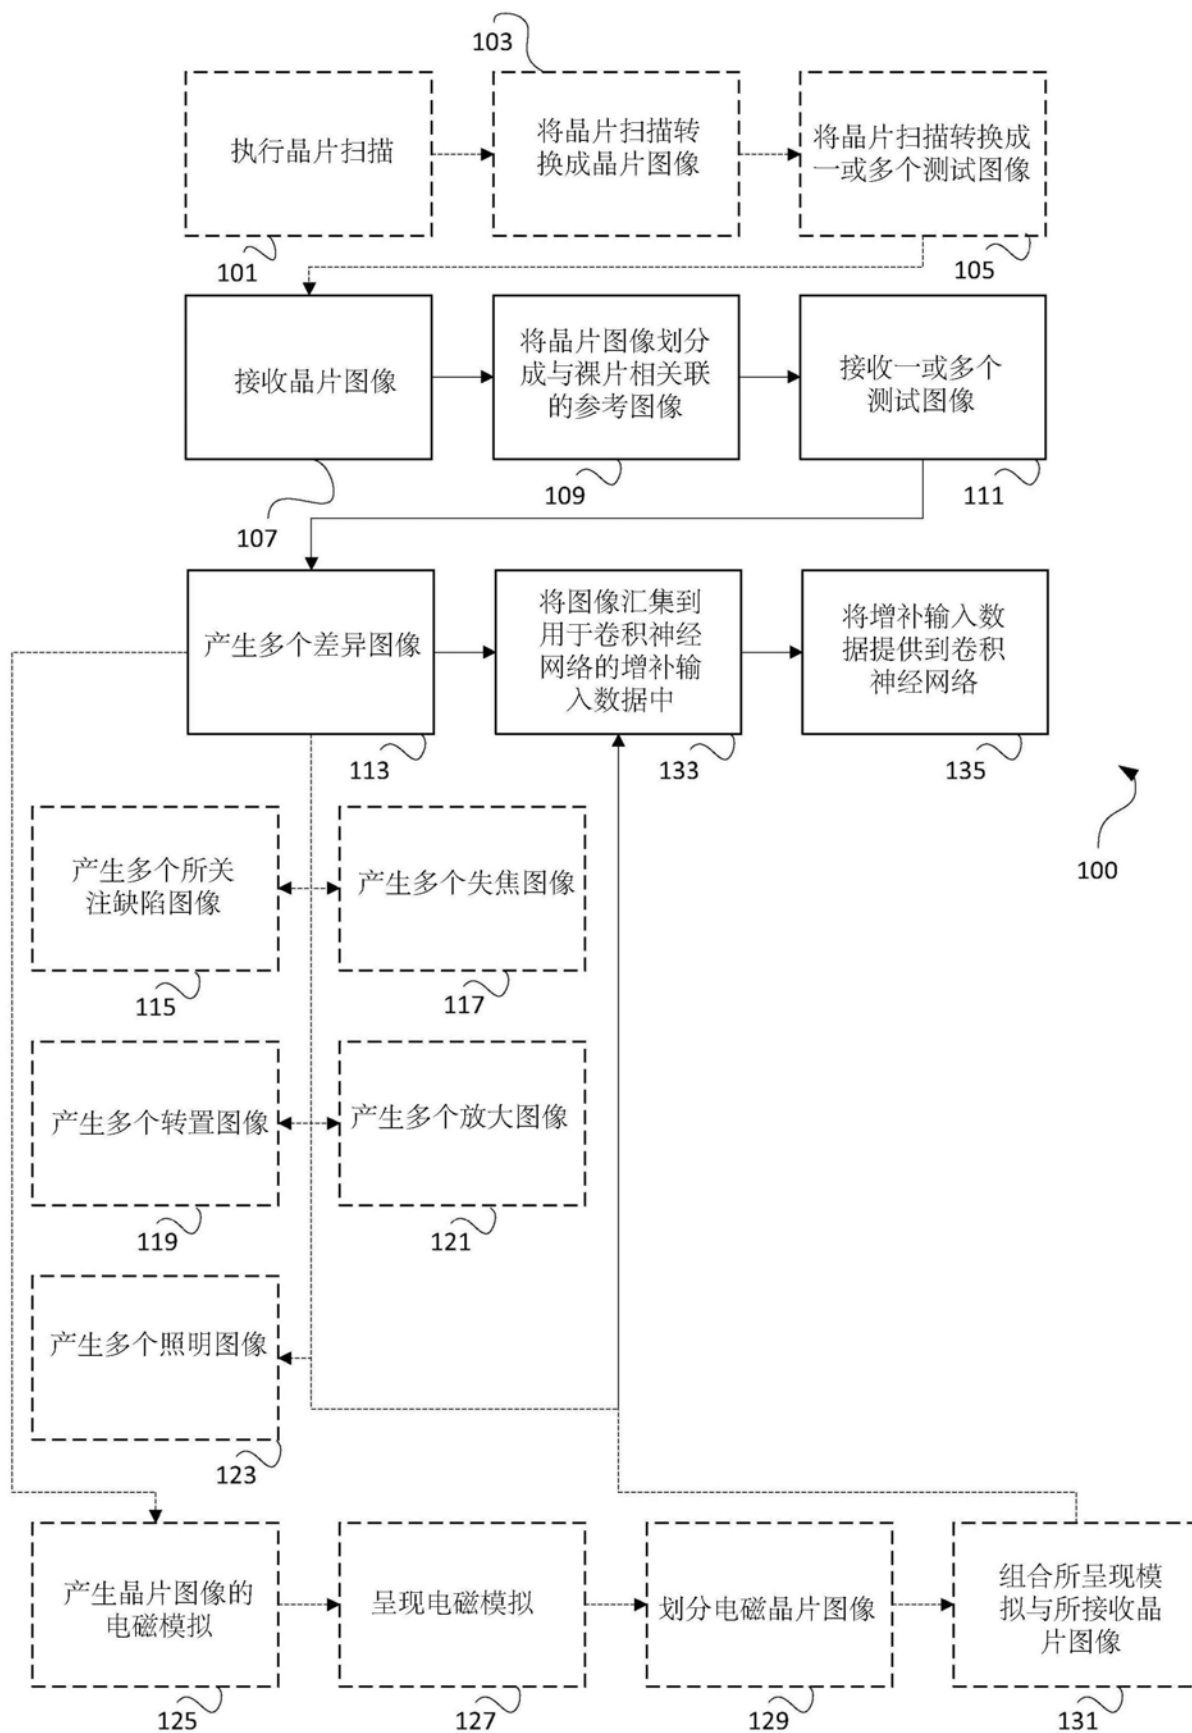 103
执行晶片扫描
将晶片扫描转
换成晶片图像
将晶片扫描转换成
一或多个测试图像
101
105
接收晶片图像
将晶片图像划分
成与裸片相关联
的参考图像
接收一或多个
测试图像
107
109
111
产生多个差异图像
将图像汇集到
用于卷积神经
网络的增补输
入数据中
将增补输入数
据提供到卷积
神经网络
113
133
135
100
产生多个所关
注缺陷图像
产生多个失焦图像
115
117
产生多个转置图像
产生多个放大图像
119
121
产生多个照明图像
123
产生晶片图像的
电磁模拟
呈现电磁模拟
划分电磁晶片图像
组合所呈现模
拟与所接收晶
片图像
125
127
129
131